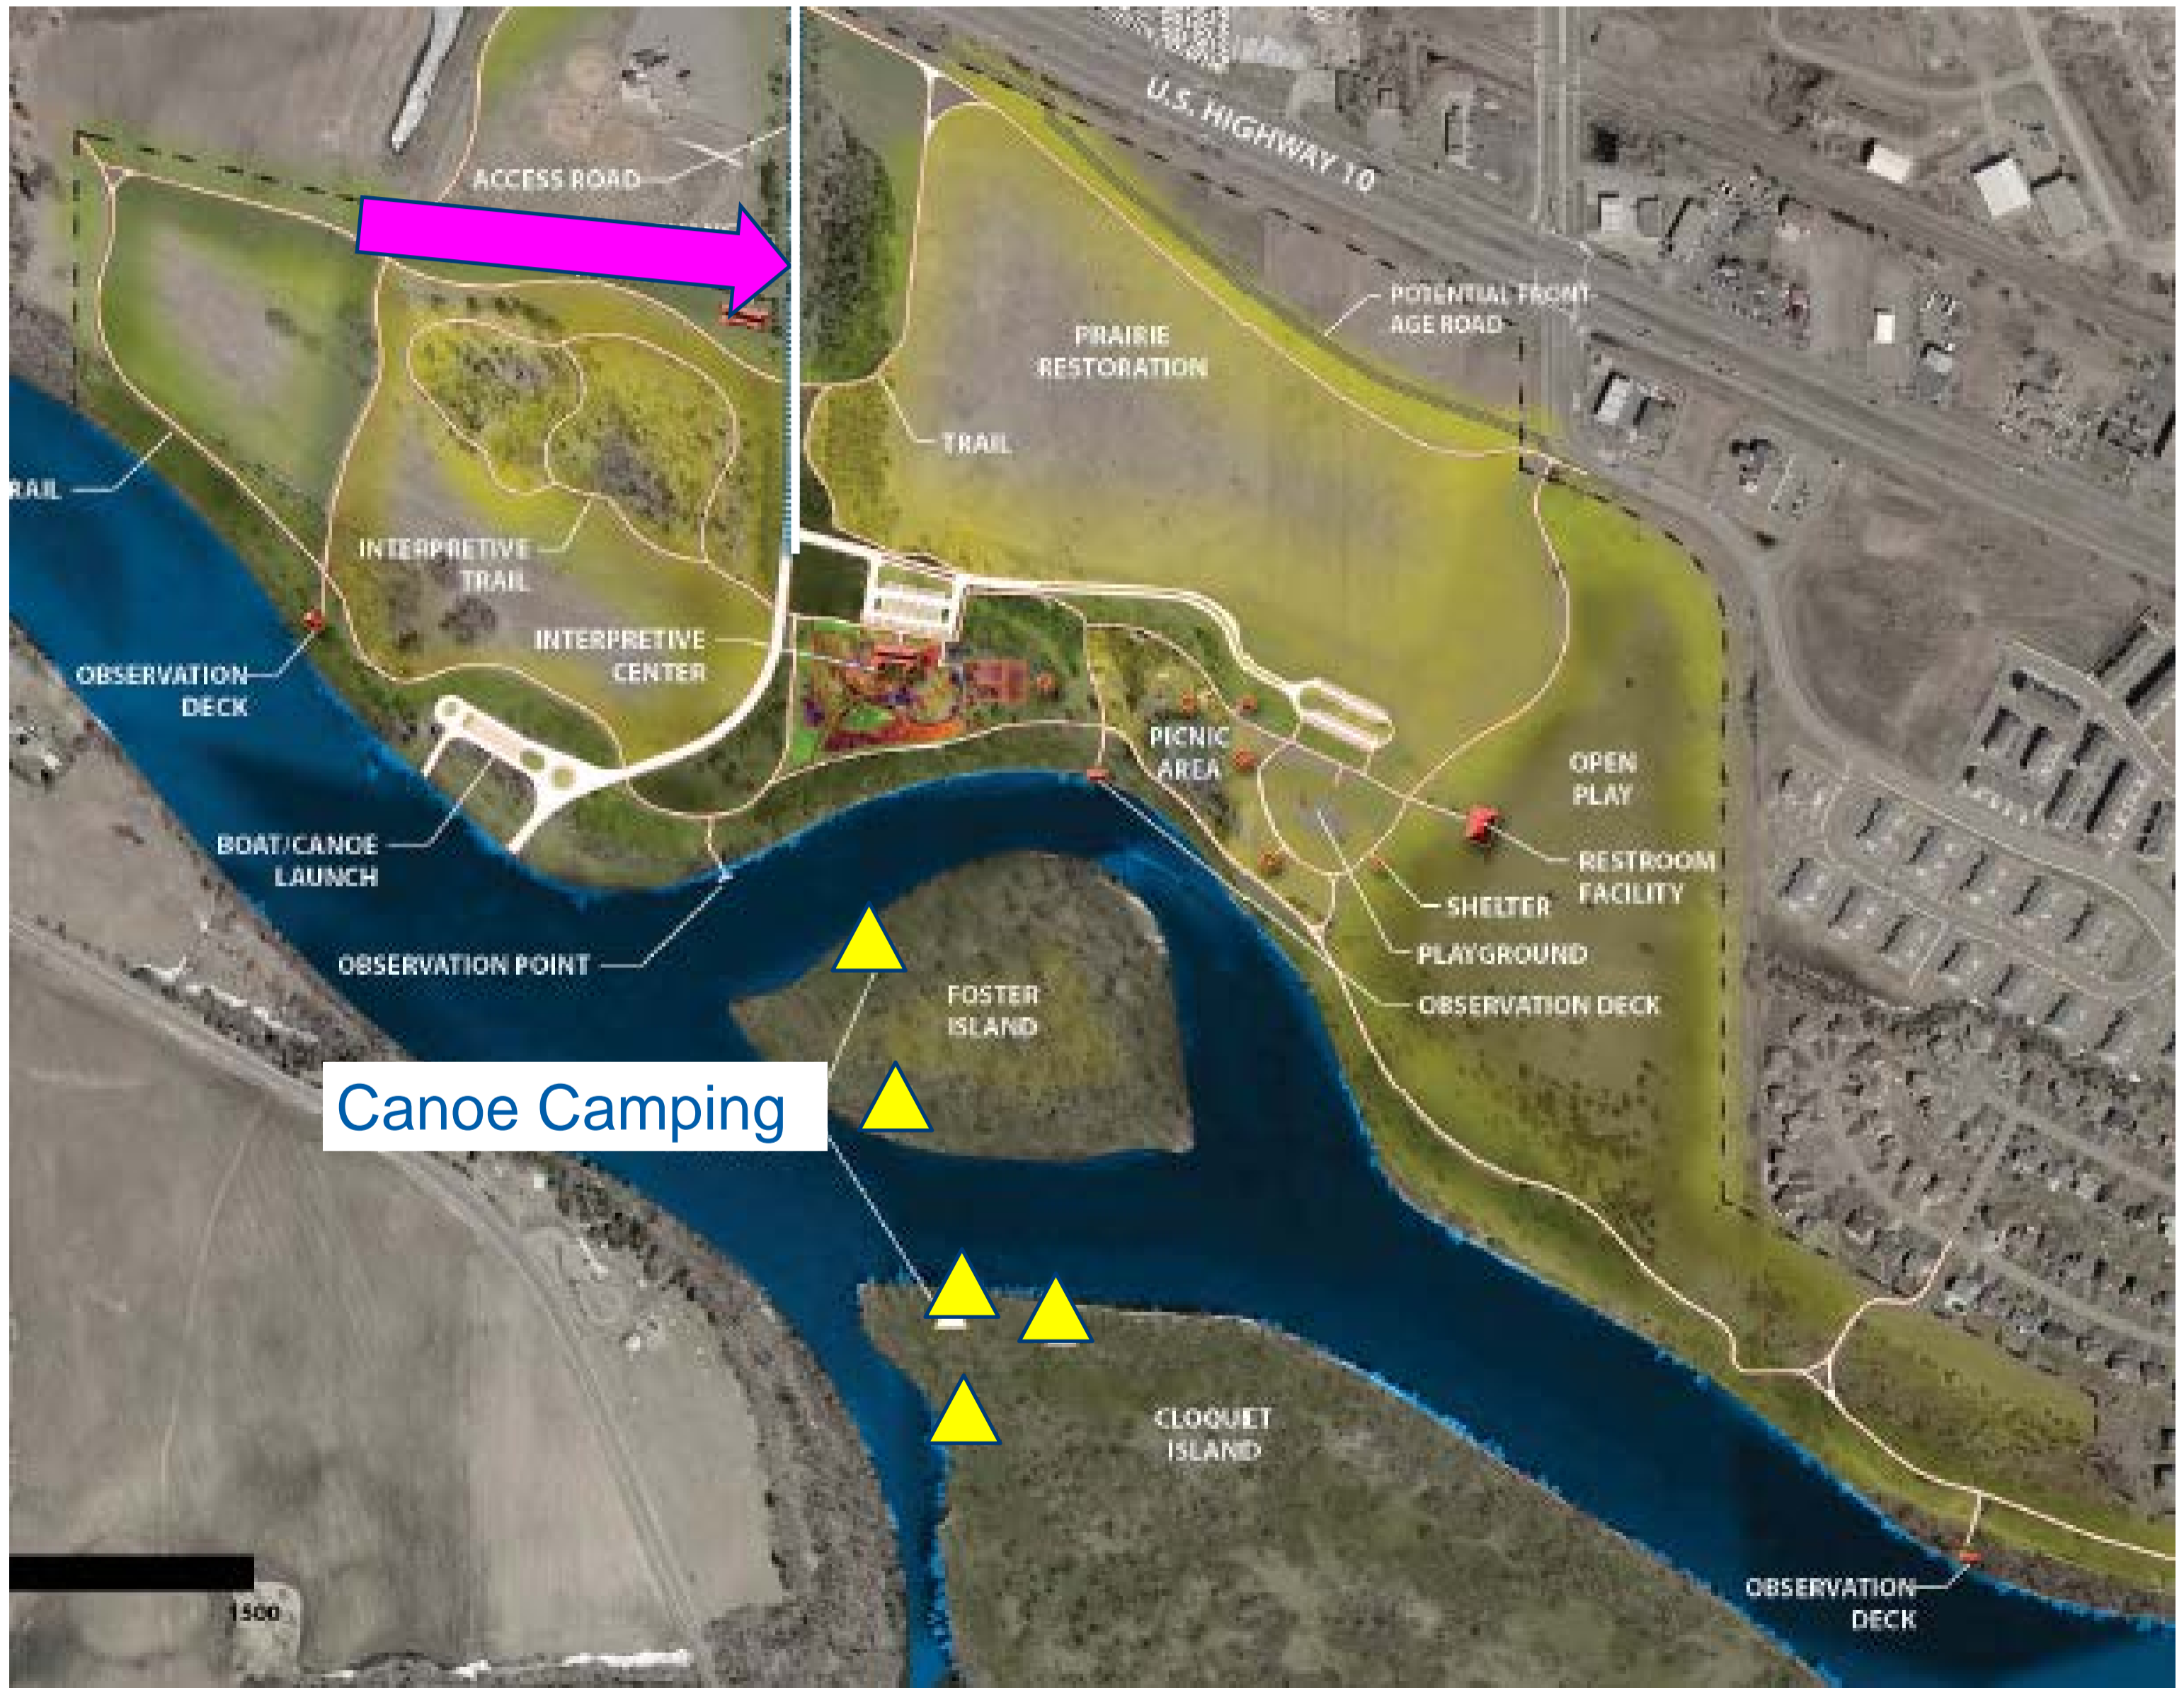 U.S. HIGHWAY 10
ACCESS ROAD
POTENTIAL FRONT-
AGE ROAD
PRAIRIE
RESTORATION
TRAIL
RAIL
INTERPRETIVE
TRAIL
INTERPRETIVE
CENTER
OBSERVATION
DECK
PICNIC
AREA
OPEN
PLAY
BOAT/CANOE
LAUNCH
RESTROOM
FACILITY
SHELTER
OBSERVATION POINT
PLAYGROUND
FOSTER
ISLAND
OBSERVATION DECK
Canoe Camping
CLOQUET
ISLAND
OBSERVATION
DECK
1500